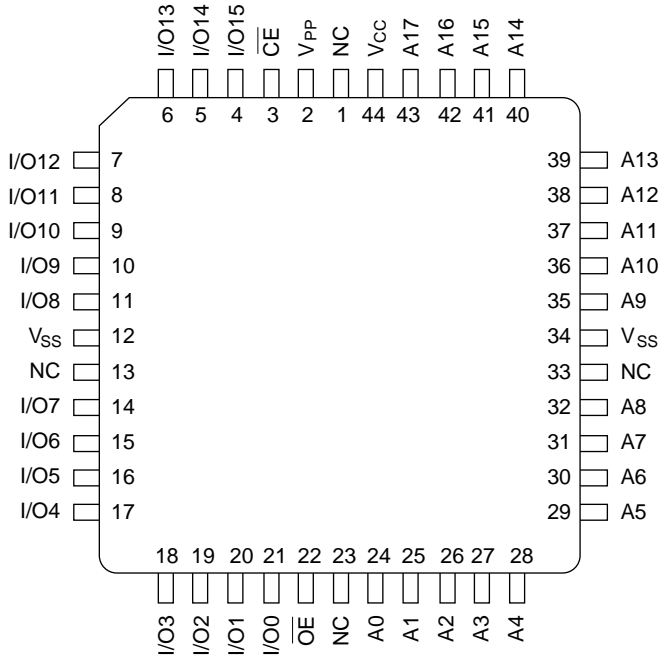 I/O13 I/O14 I/O15 C̅E̅ VPP NC VCC A17 A16 A15 A14
6 5 4 3 2 1 44 43 42 41 40
I/O12 7 39 A13
I/O11 8 38 A12
I/O10 9 37 A11
I/O9 10 36 A10
I/O8 11 35 A9
VSS 12 34 VSS
NC 13 33 NC
I/O7 14 32 A8
I/O6 15 31 A7
I/O5 16 30 A6
I/O4 17 29 A5
18 19 20 21 22 23 24 25 26 27 28
I/O3 I/O2 I/O1 I/O0 O̅E̅ NC A0 A1 A2 A3 A4